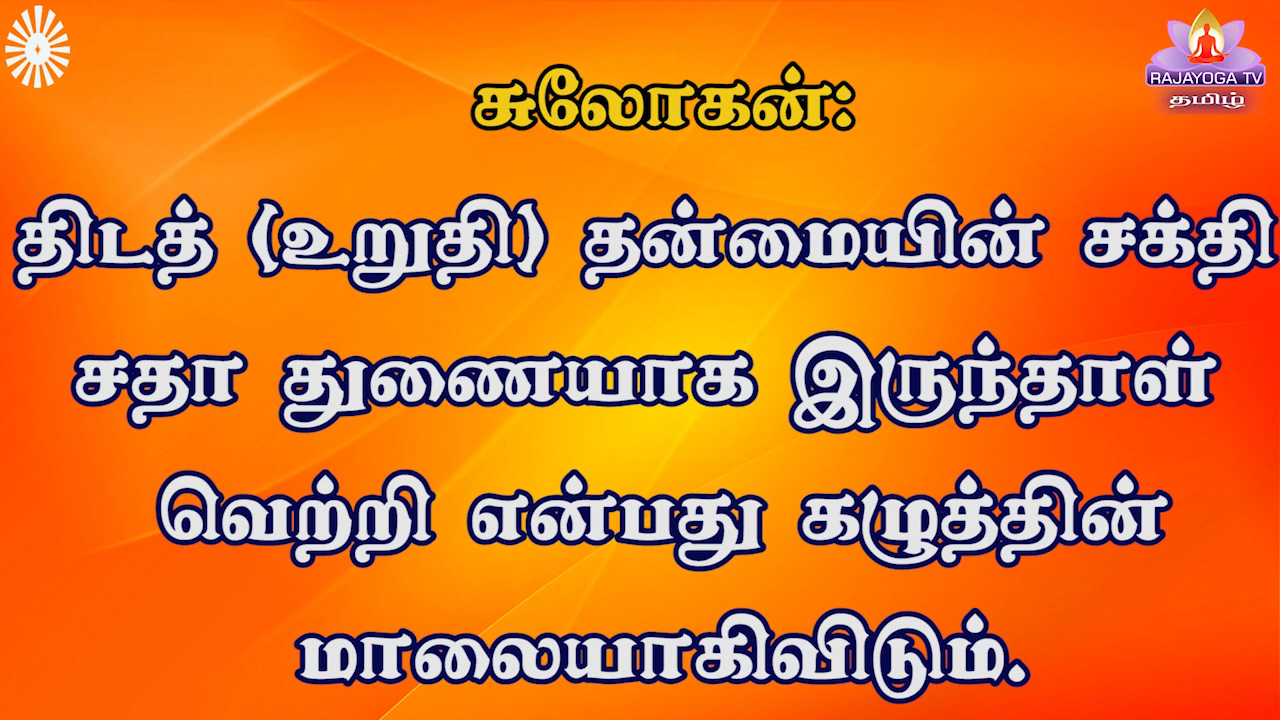 RAJAYOGA TV
தமிழ்
சுலோகன்:
திடத் (உறுதி) தன்மையின் சக்தி
சதா துணையாக இருந்தாள்
வெற்றி என்பது கழுத்தின்
மாலையாகிவிடும்.